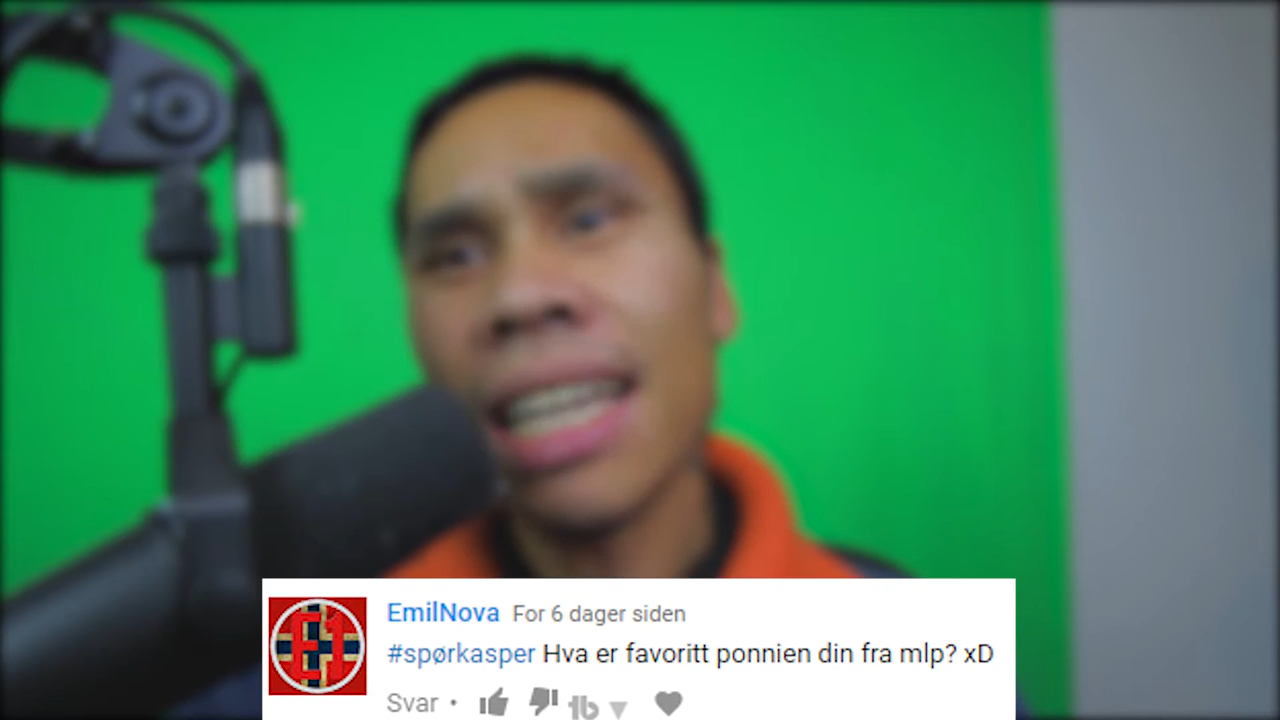 EmilNova For 6 dager siden
#spørkasper Hva er favoritt ponnien din fra mlp? xD
Svar •